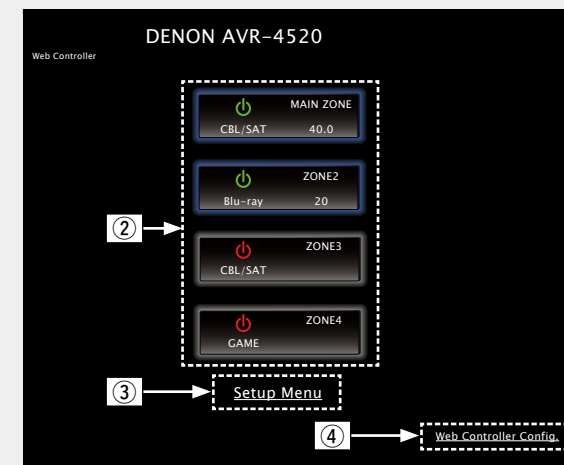 DENON AVR-4520
Web Controller
MAIN ZONE
CBL/SAT 40.0
ZONE2
Blu-ray 20
②
ZONE3
CBL/SAT
ZONE4
GAME
③ Setup Menu
④ Web Controller Config.